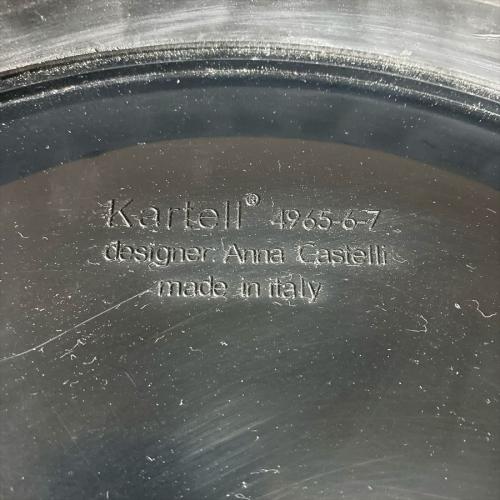 Kartell® 4965-6-7
designer: Anna Castelli
made in italy